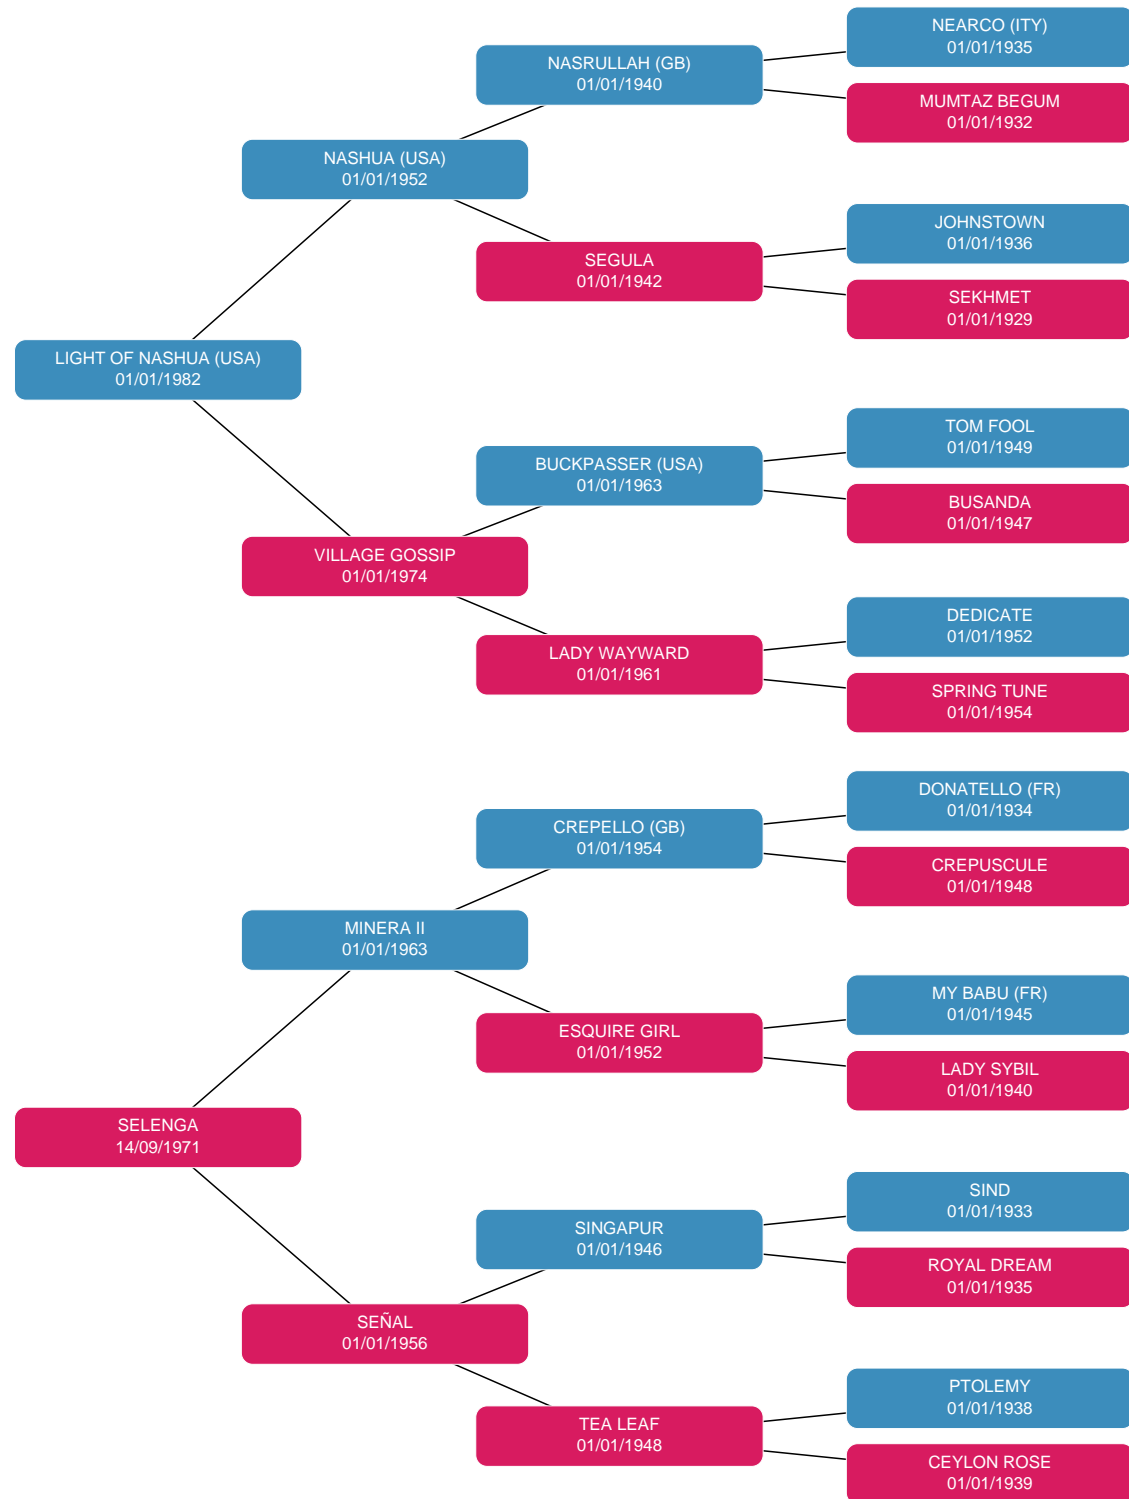 NEARCO (ITY)
01/01/1935
NASRULLAH (GB)
01/01/1940
MUMTAZ BEGUM
01/01/1932
NASHUA (USA)
01/01/1952
JOHNSTOWN
01/01/1936
SEGULA
01/01/1942
SEKHMET
01/01/1929
LIGHT OF NASHUA (USA)
01/01/1982
TOM FOOL
01/01/1949
BUCKPASSER (USA)
01/01/1963
BUSANDA
01/01/1947
VILLAGE GOSSIP
01/01/1974
DEDICATE
01/01/1952
LADY WAYWARD
01/01/1961
SPRING TUNE
01/01/1954
DONATELLO (FR)
01/01/1934
CREPELLO (GB)
01/01/1954
CREPUSCULE
01/01/1948
MINERA II
01/01/1963
MY BABU (FR)
01/01/1945
ESQUIRE GIRL
01/01/1952
LADY SYBIL
01/01/1940
SELENGA
14/09/1971
SIND
01/01/1933
SINGAPUR
01/01/1946
ROYAL DREAM
01/01/1935
SEÑAL
01/01/1956
PTOLEMY
01/01/1938
TEA LEAF
01/01/1948
CEYLON ROSE
01/01/1939